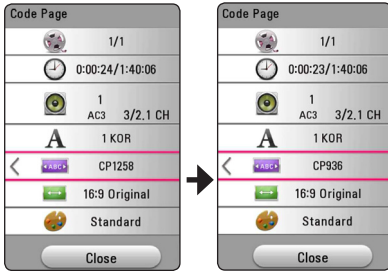 Code Page
1/1
0:00:24/1:40:06
1
AC3 3/2.1 CH
A 1 KOR
ABC CP1258
16:9 Original
Standard
Close
Code Page
1/1
0:00:23/1:40:06
1
AC3 3/2.1 CH
A 1 KOR
ABC CP936
16:9 Original
Standard
Close